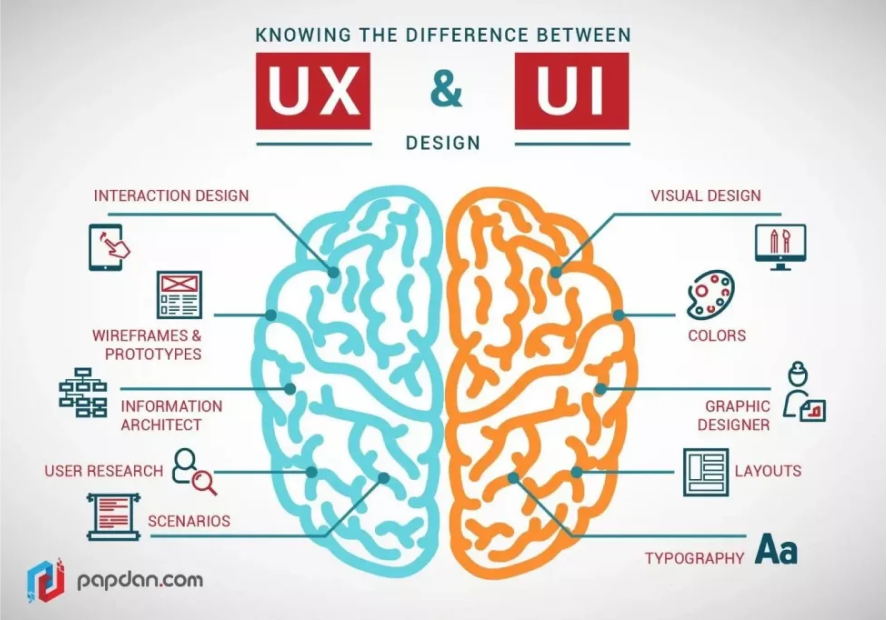 KNOWING THE DIFFERENCE BETWEEN
UX & UI
DESIGN
INTERACTION DESIGN
WIREFRAMES &
PROTOTYPES
INFORMATION
ARCHITECT
USER RESEARCH
SCENARIOS
VISUAL DESIGN
COLORS
GRAPHIC
DESIGNER
LAYOUTS
TYPOGRAPHY Aa
papdan.com